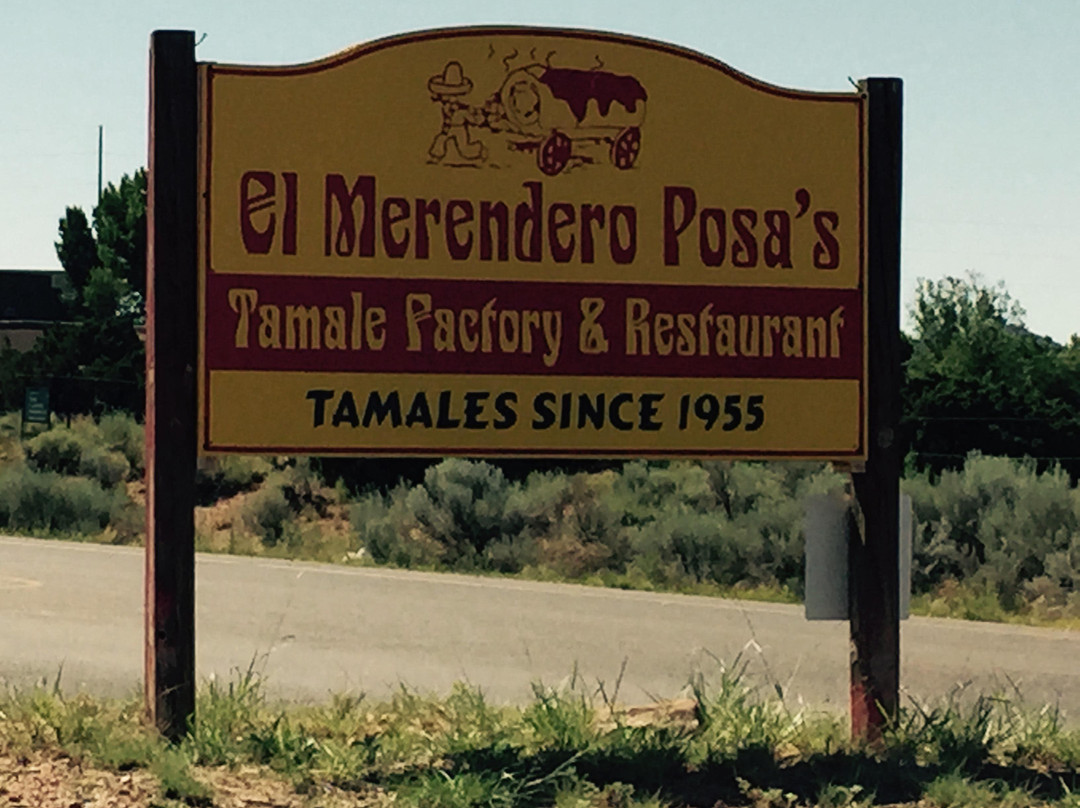 El Merendero Posa's
Tamale Factory & Restaurant
TAMALES SINCE 1955